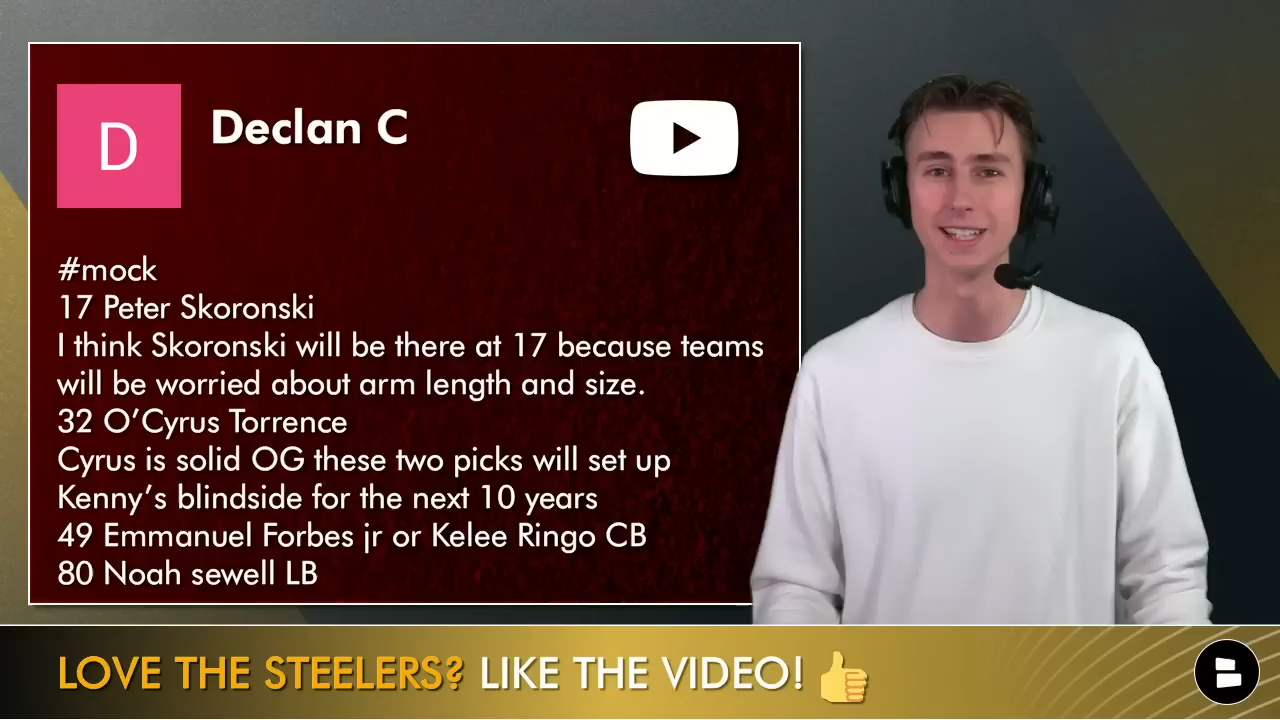 D
Declan C
#mock
17 Peter Skoronski
I think Skoronski will be there at 17 because teams
will be worried about arm length and size.
32 O’Cyrus Torrence
Cyrus is solid OG these two picks will set up
Kenny’s blindside for the next 10 years
49 Emmanuel Forbes jr or Kelee Ringo CB
80 Noah sewell LB
LOVE THE STEELERS? LIKE THE VIDEO!